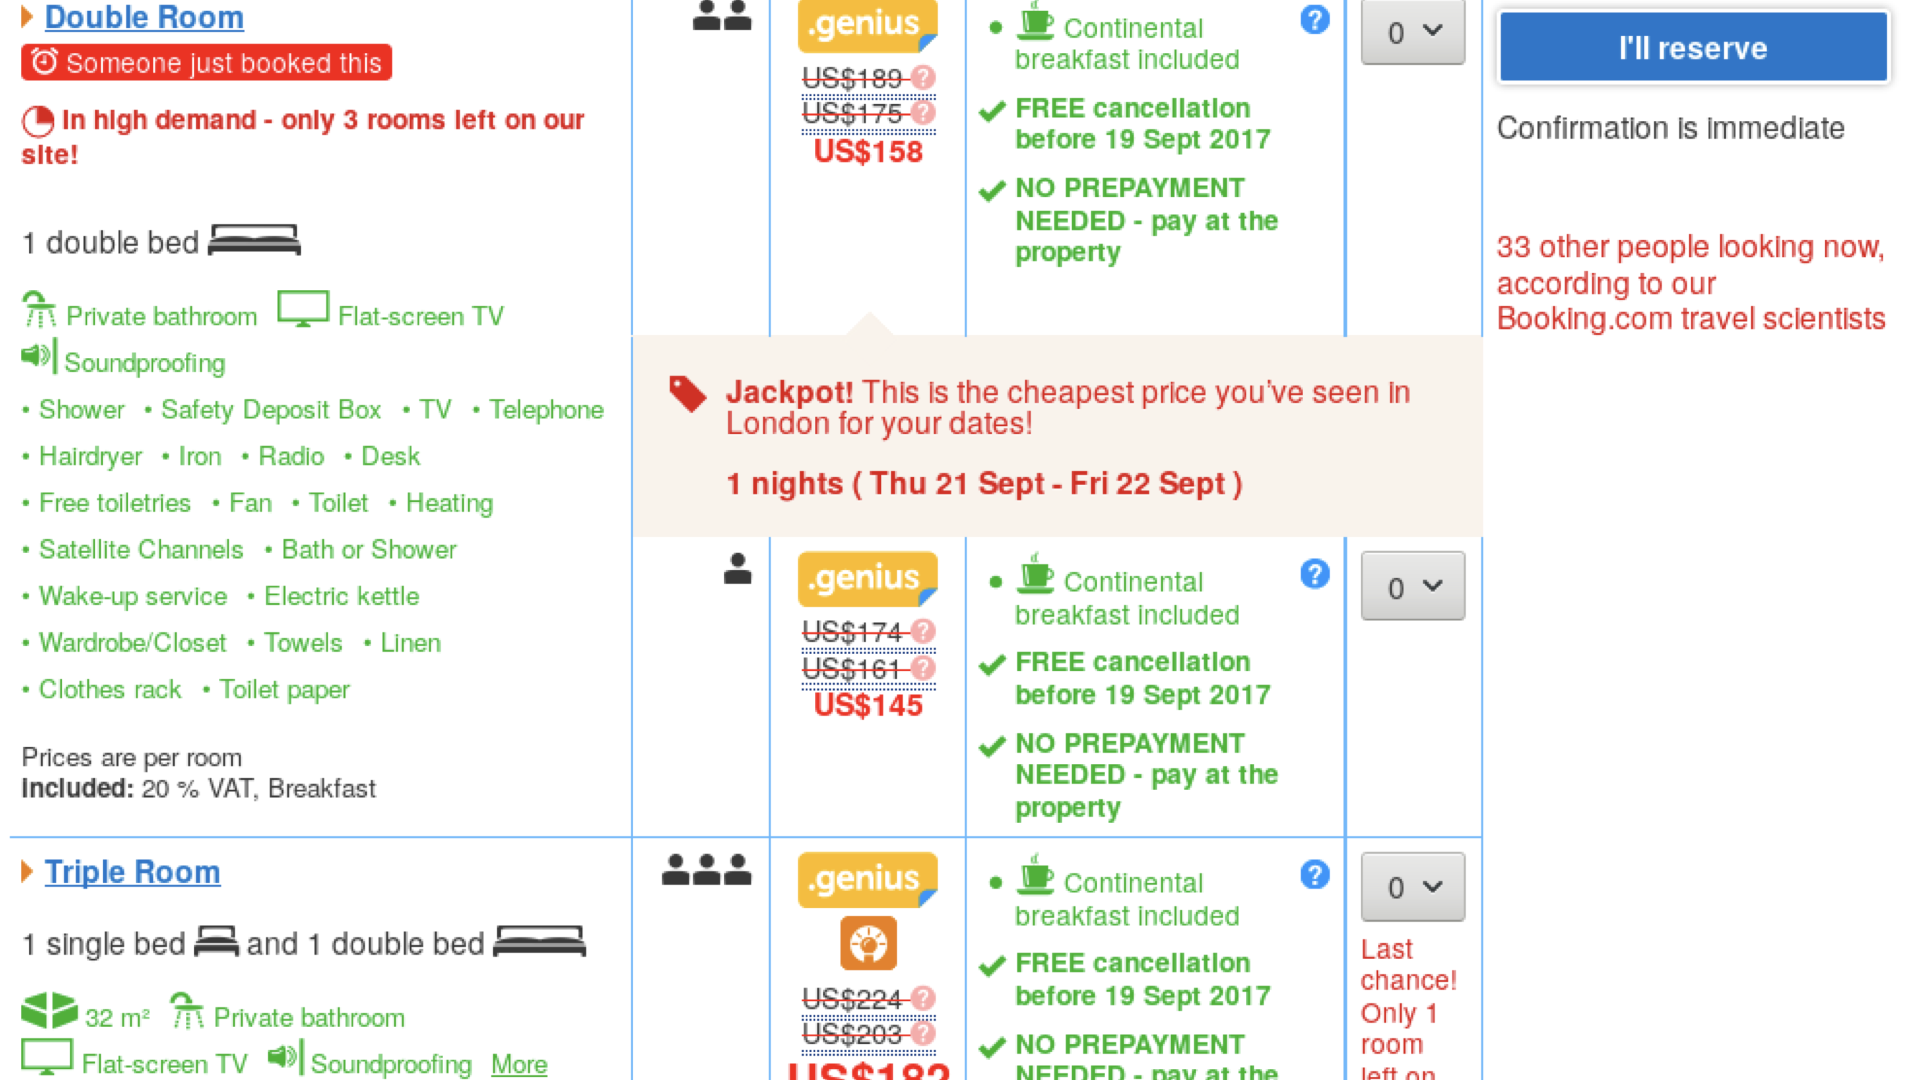 Double Room
Someone just booked this
In high demand - only 3 rooms left on our
site!
1 double bed
Private bathroom Flat-screen TV
Soundproofing
• Shower • Safety Deposit Box • TV • Telephone
• Hairdryer • Iron • Radio • Desk
• Free toiletries • Fan • Toilet • Heating
• Satellite Channels • Bath or Shower
• Wake-up service • Electric kettle
• Wardrobe/Closet • Towels • Linen
• Clothes rack • Toilet paper
Prices are per room
Included: 20 % VAT, Breakfast
.genius
US$189 ?
US$175 ?
US$158
• Continental
breakfast included
?
FREE cancellation
before 19 Sept 2017
NO PREPAYMENT
NEEDED - pay at the
property
0
I'll reserve
Confirmation is immediate
33 other people looking now,
according to our
Booking.com travel scientists
Jackpot! This is the cheapest price you've seen in
London for your dates!
1 nights ( Thu 21 Sept - Fri 22 Sept )
.genius
US$174 ?
US$161 ?
US$145
• Continental
breakfast included
?
FREE cancellation
before 19 Sept 2017
NO PREPAYMENT
NEEDED - pay at the
property
0
Triple Room
1 single bed and 1 double bed
32 m²  Private bathroom
Flat-screen TV Soundproofing More
.genius
US$224 ?
US$203 ?
US$182
• Continental
breakfast included
?
FREE cancellation
before 19 Sept 2017
NO PREPAYMENT
NEEDED - pay at the
0
Last
chance!
Only 1
room
left on